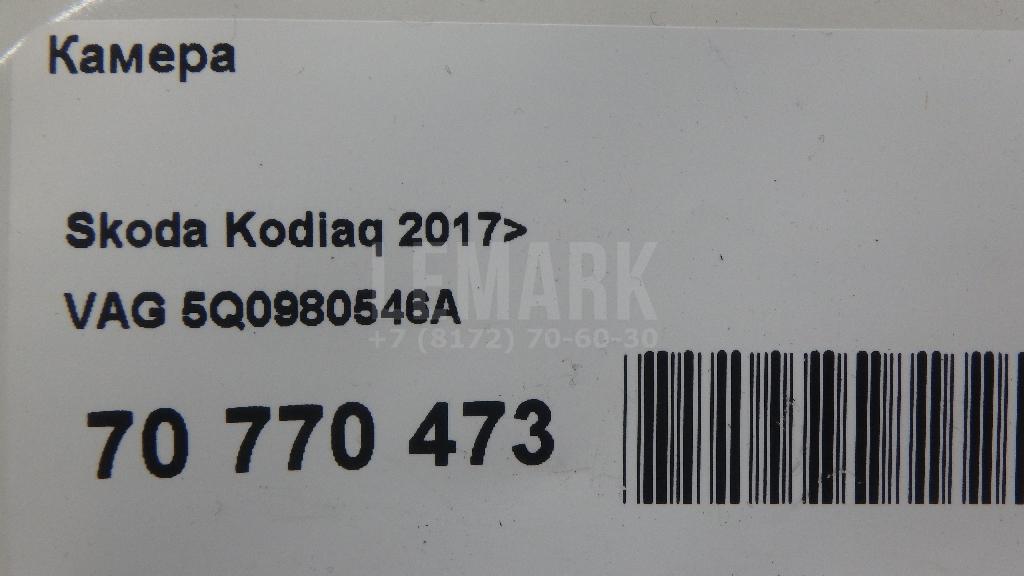 Камера
Skoda Kodiaq 2017>
LEMARK
VAG 5Q0980546A
+7 (8172) 70-60-30
70 770 473